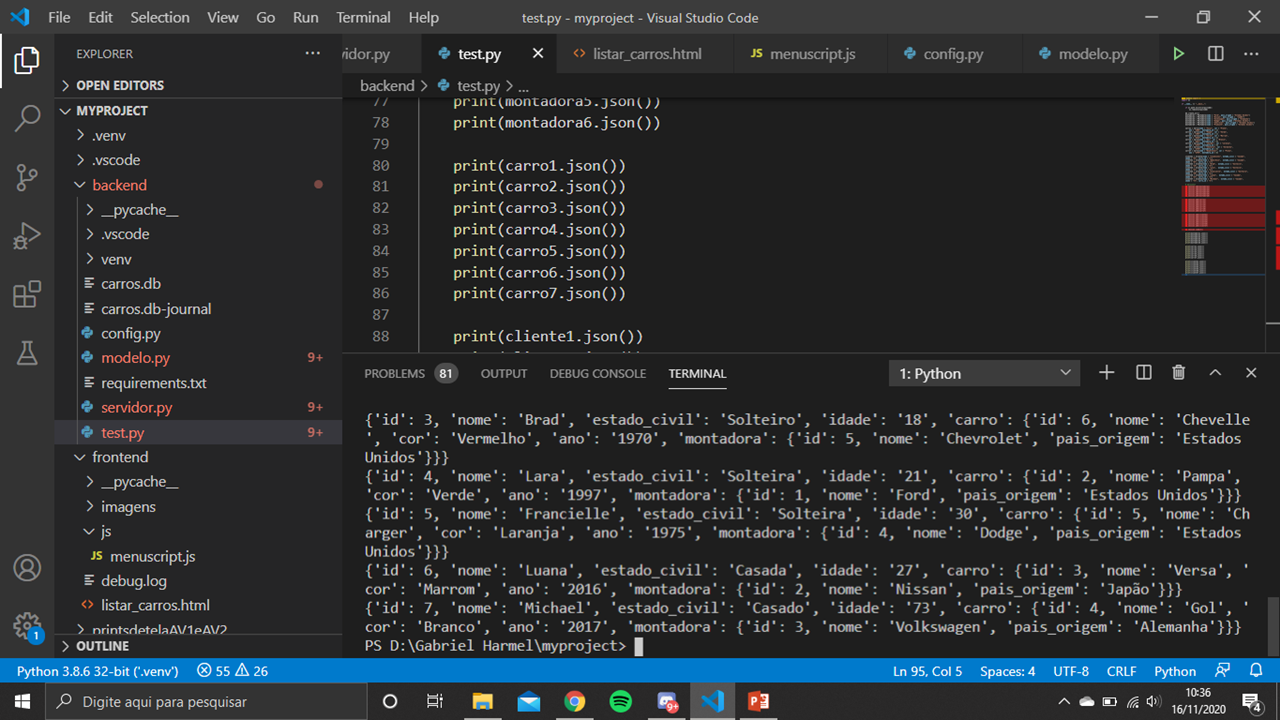 File Edit Selection View Go Run Terminal Help test.py - myproject - Visual Studio Code
EXPLORER
vidor.py test.py listar_carros.html JS menuscript.js config.py modelo.py
OPEN EDITORS
backend > test.py > ...
MYPROJECT
.venv
.vscode
backend
__pycache__
.vscode
venv
carros.db
carros.db-journal
config.py
modelo.py 9+
requirements.txt
servidor.py 9+
test.py 9+
frontend
__pycache__
imagens
js
JS menuscript.js
debug.log
listar_carros.html
printsdetelaAV1eAV2
OUTLINE
77 print(montadora5.json())
78 print(montadora6.json())
79
80 print(carro1.json())
81 print(carro2.json())
82 print(carro3.json())
83 print(carro4.json())
84 print(carro5.json())
85 print(carro6.json())
86 print(carro7.json())
87
88 print(cliente1.json())
PROBLEMS 81 OUTPUT DEBUG CONSOLE TERMINAL 1: Python
{'id': 3, 'nome': 'Brad', 'estado_civil': 'Solteiro', 'idade': '18', 'carro': {'id': 6, 'nome': 'Chevelle
', 'cor': 'Vermelho', 'ano': '1970', 'montadora': {'id': 5, 'nome': 'Chevrolet', 'pais_origem': 'Estados
Unidos'}}}
{'id': 4, 'nome': 'Lara', 'estado_civil': 'Solteira', 'idade': '21', 'carro': {'id': 2, 'nome': 'Pampa',
'cor': 'Verde', 'ano': '1997', 'montadora': {'id': 1, 'nome': 'Ford', 'pais_origem': 'Estados Unidos'}}}
{'id': 5, 'nome': 'Francielle', 'estado_civil': 'Solteira', 'idade': '30', 'carro': {'id': 5, 'nome': 'Ch
arger', 'cor': 'Laranja', 'ano': '1975', 'montadora': {'id': 4, 'nome': 'Dodge', 'pais_origem': 'Estados
Unidos'}}}
{'id': 6, 'nome': 'Luana', 'estado_civil': 'Casada', 'idade': '27', 'carro': {'id': 3, 'nome': 'Versa', '
cor': 'Marrom', 'ano': '2016', 'montadora': {'id': 2, 'nome': 'Nissan', 'pais_origem': 'Japão'}}}
{'id': 7, 'nome': 'Michael', 'estado_civil': 'Casado', 'idade': '73', 'carro': {'id': 4, 'nome': 'Gol', '
cor': 'Branco', 'ano': '2017', 'montadora': {'id': 3, 'nome': 'Volkswagen', 'pais_origem': 'Alemanha'}}}
PS D:\Gabriel Harmel\myproject>
1
Python 3.8.6 32-bit ('.venv') 55 26 Ln 95, Col 5 Spaces: 4 UTF-8 CRLF Python
Digite aqui para pesquisar 9+ 10:36
16/11/2020 4